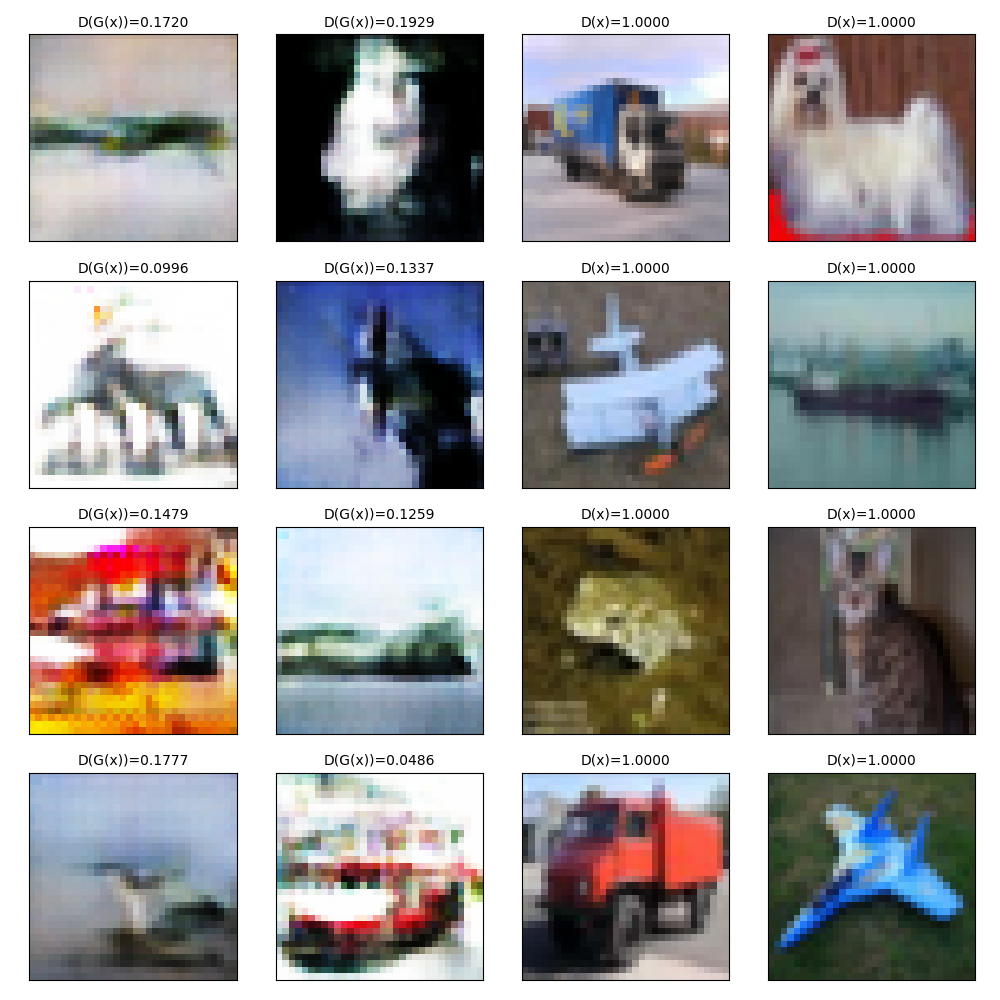 D(G(x))=0.1720 D(G(x))=0.1929 D(x)=1.0000 D(x)=1.0000
D(G(x))=0.0996 D(G(x))=0.1337 D(x)=1.0000 D(x)=1.0000
D(G(x))=0.1479 D(G(x))=0.1259 D(x)=1.0000 D(x)=1.0000
D(G(x))=0.1777 D(G(x))=0.0486 D(x)=1.0000 D(x)=1.0000